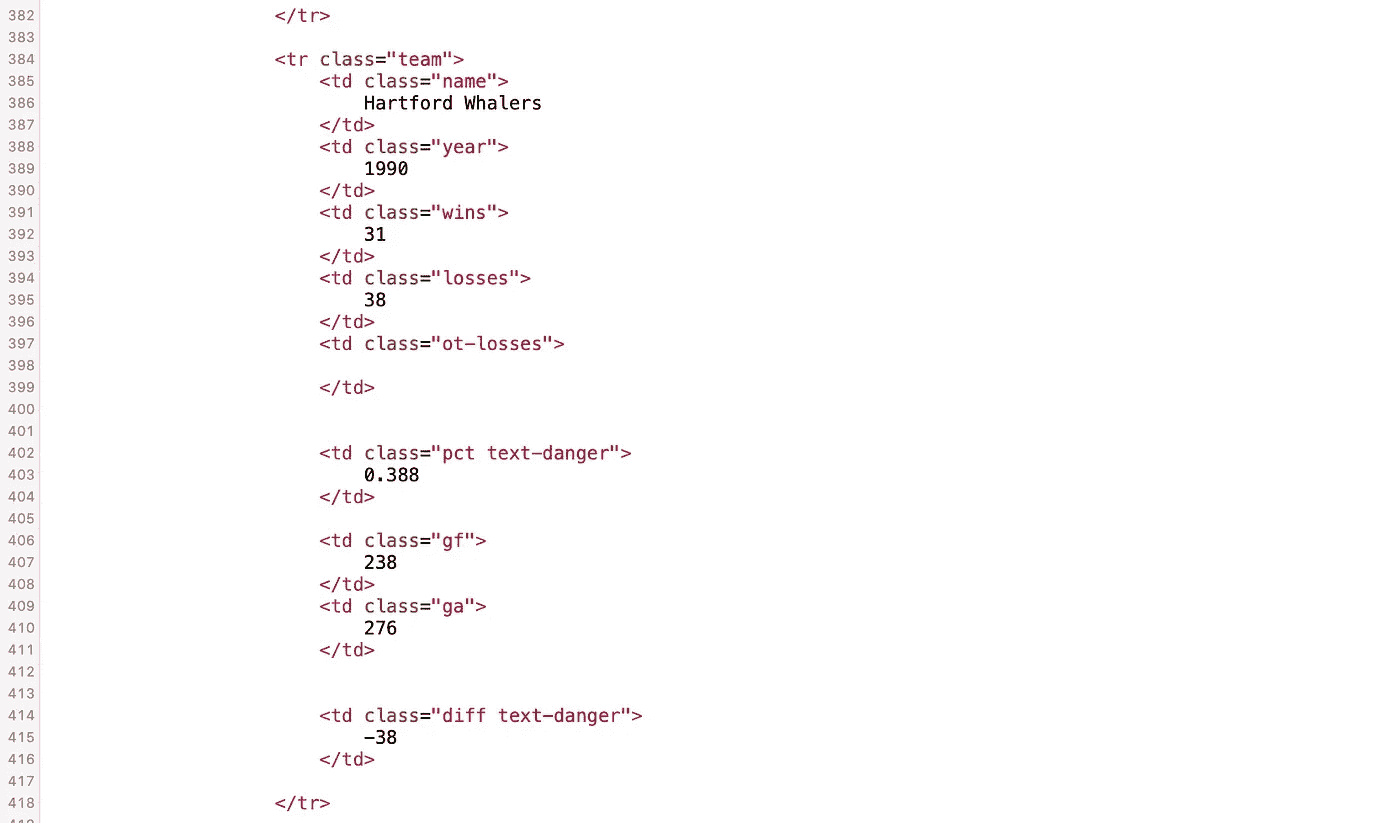 382 </tr>
383
384 <tr class="team">
385 <td class="name">
386 Hartford Whalers
387 </td>
388 <td class="year">
389 1990
390 </td>
391 <td class="wins">
392 31
393 </td>
394 <td class="losses">
395 38
396 </td>
397 <td class="ot-losses">
398
399 </td>
400
401
402 <td class="pct text-danger">
403 0.388
404 </td>
405
406 <td class="gf">
407 238
408 </td>
409 <td class="ga">
410 276
411 </td>
412
413
414 <td class="diff text-danger">
415 -38
416 </td>
417
418 </tr>